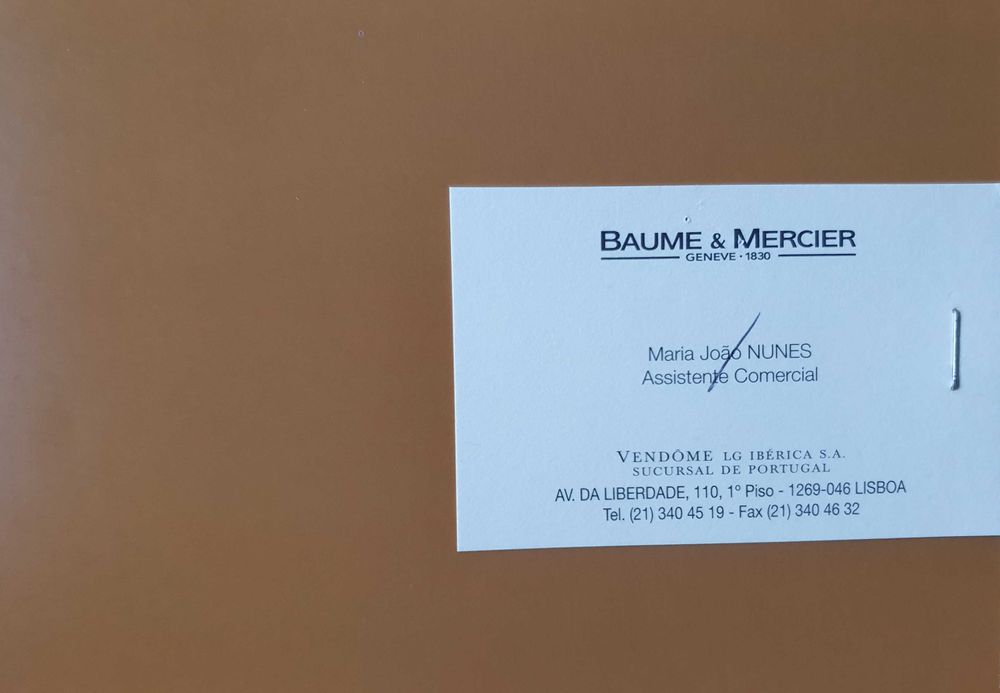 BAUME & MERCIER
GENEVE · 1830
Maria João NUNES
Assistente Comercial
VENDÔME LG IBÉRICA S.A.
SUCURSAL DE PORTUGAL
AV. DA LIBERDADE, 110, 1º Piso - 1269-046 LISBOA
Tel. (21) 340 45 19 - Fax (21) 340 46 32